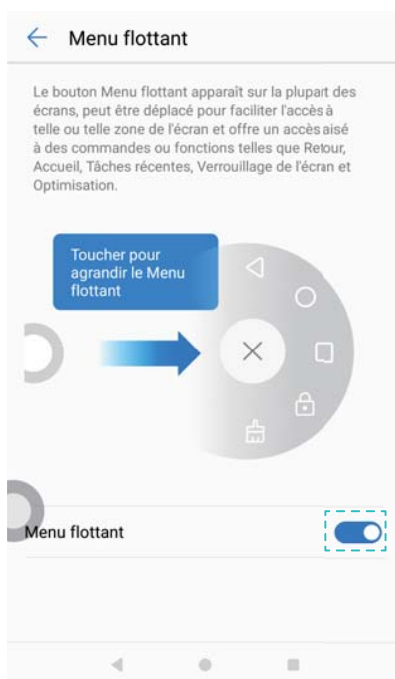 Menu flottant
Le bouton Menu flottant apparaît sur la plupart des
écrans, peut être déplacé pour faciliter l'accès à
telle ou telle zone de l'écran et offre un accès aisé
à des commandes ou fonctions telles que Retour,
Accueil, Tâches récentes, Verrouillage de l'écran et
Optimisation.
Toucher pour
agrandir le Menu
flottant
Menu flottant